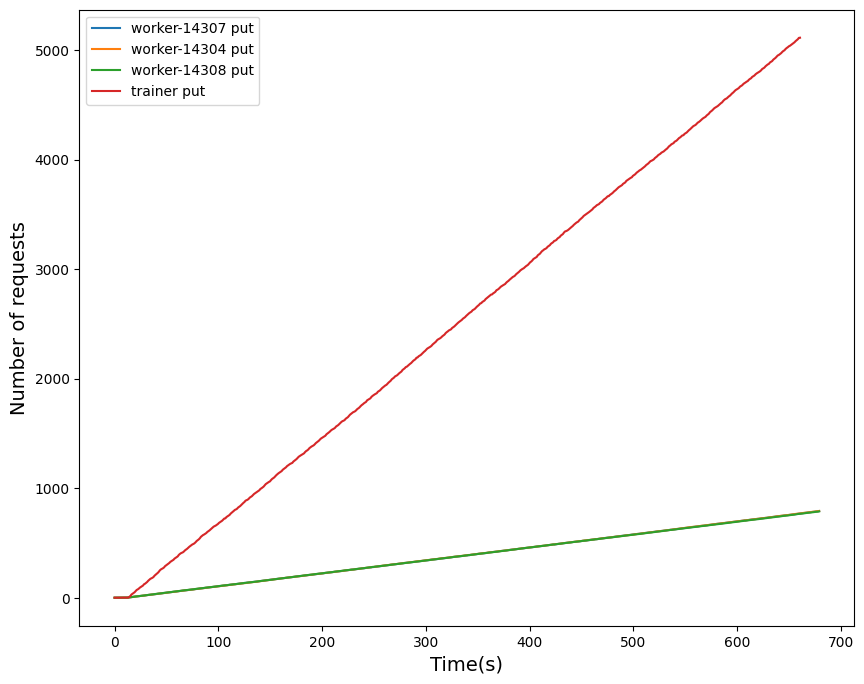 worker-14307 put
worker-14304 put
worker-14308 put
trainer put
5000
4000
3000
2000
1000
0
Number of requests
0 100 200 300 400 500 600 700
Time(s)